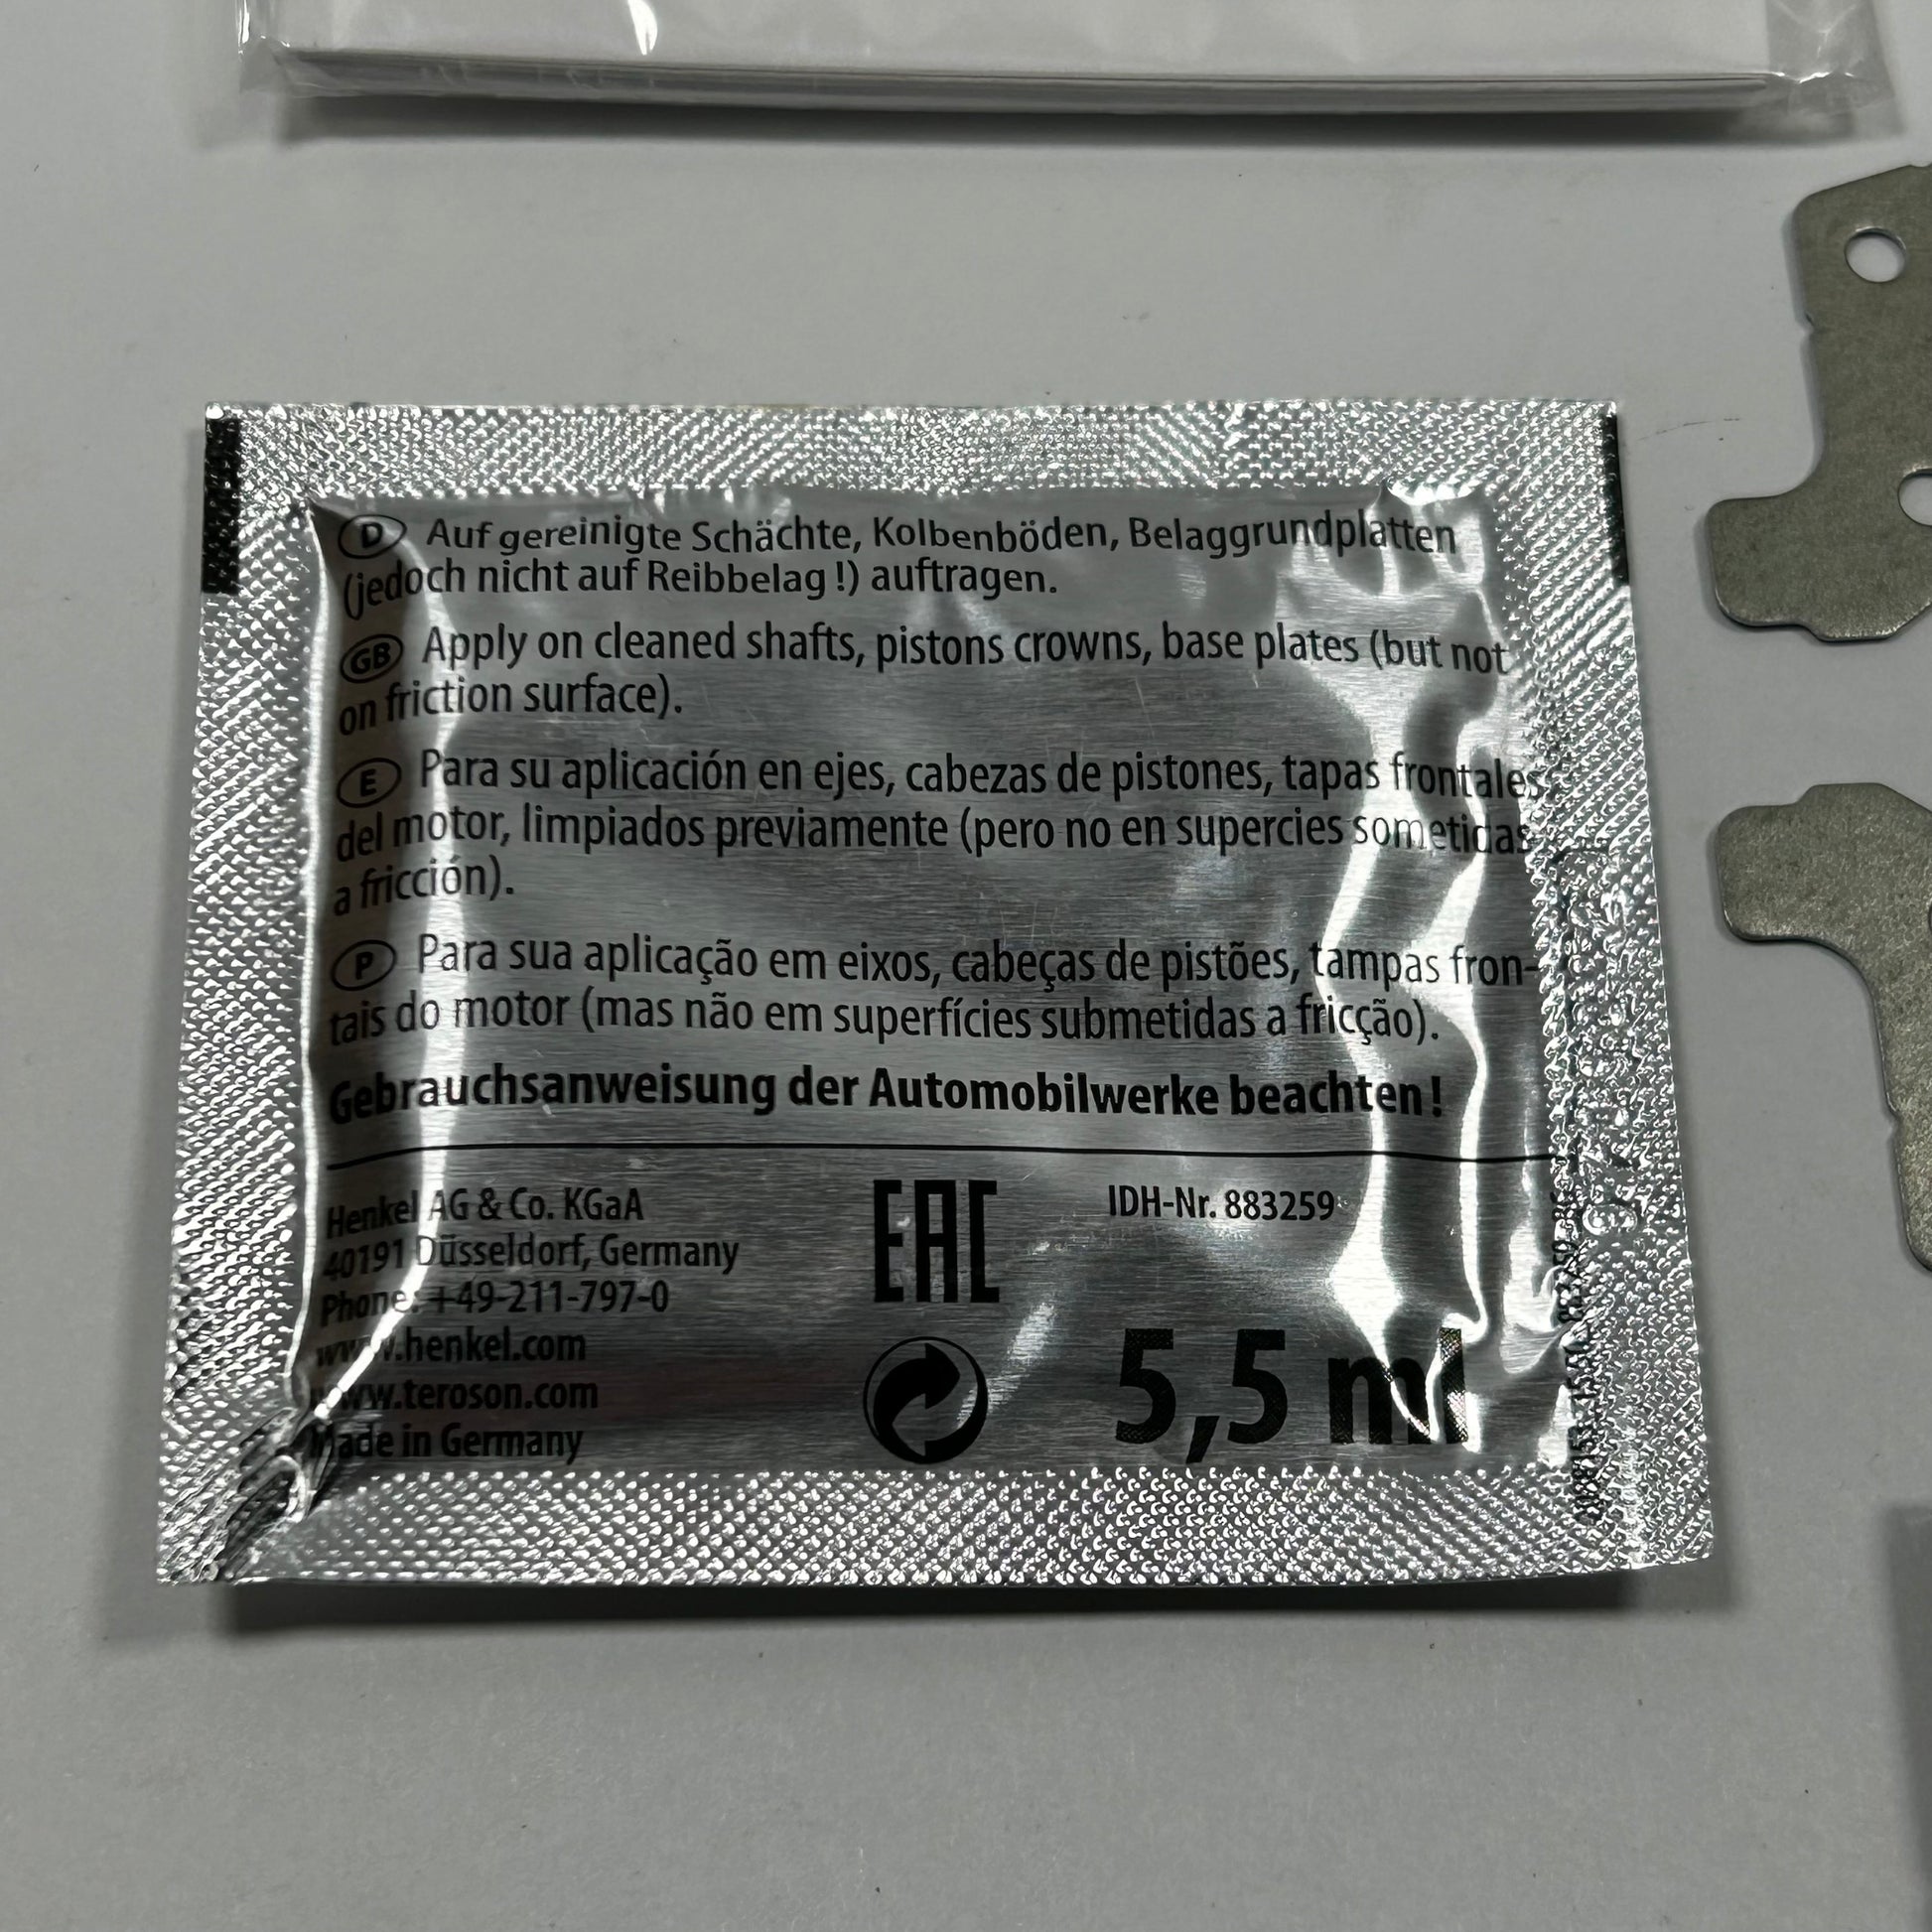 D Auf gereinigte Schächte, Kolbenböden, Belaggrundplatten
(jedoch nicht auf Reibbelag !) auftragen.
GB Apply on cleaned shafts, pistons crowns, base plates (but not
on friction surface).
E Para su aplicación en ejes, cabezas de pistones, tapas frontales
del motor, limpiados previamente (pero no en supercies sometidas
a fricción).
P Para sua aplicação em eixos, cabeças de pistões, tampas fron-
tais do motor (mas não em superfícies submetidas a fricção).
Gebrauchsanweisung der Automobilwerke beachten!
Henkel AG & Co. KGaA
40191 Düsseldorf, Germany
Phone: +49-211-797-0
www.henkel.com
www.teroson.com
Made in Germany
EAC
IDH-Nr. 883259
5,5 ml